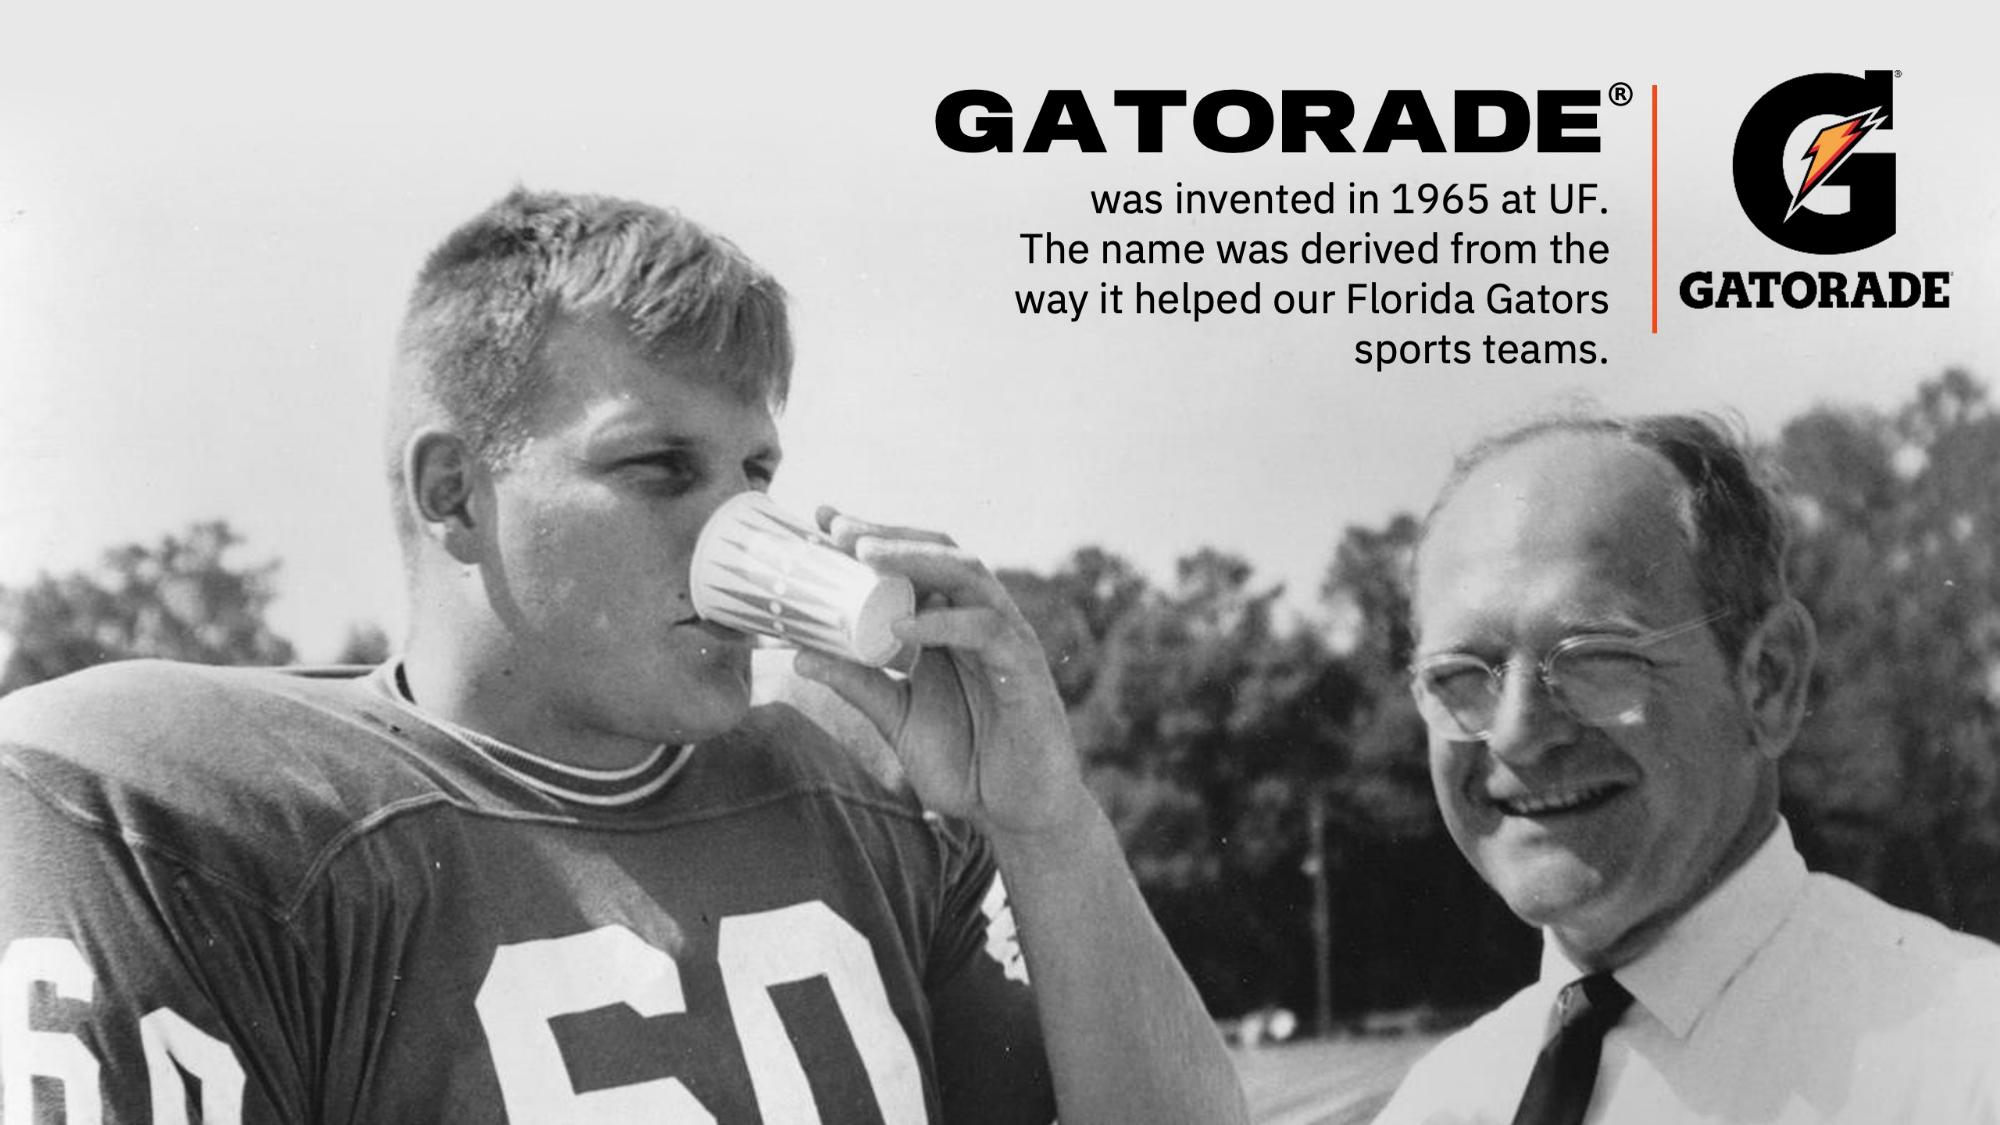 GATORADE®
was invented in 1965 at UF.
The name was derived from the
way it helped our Florida Gators
sports teams.
G®
GATORADE
60
60